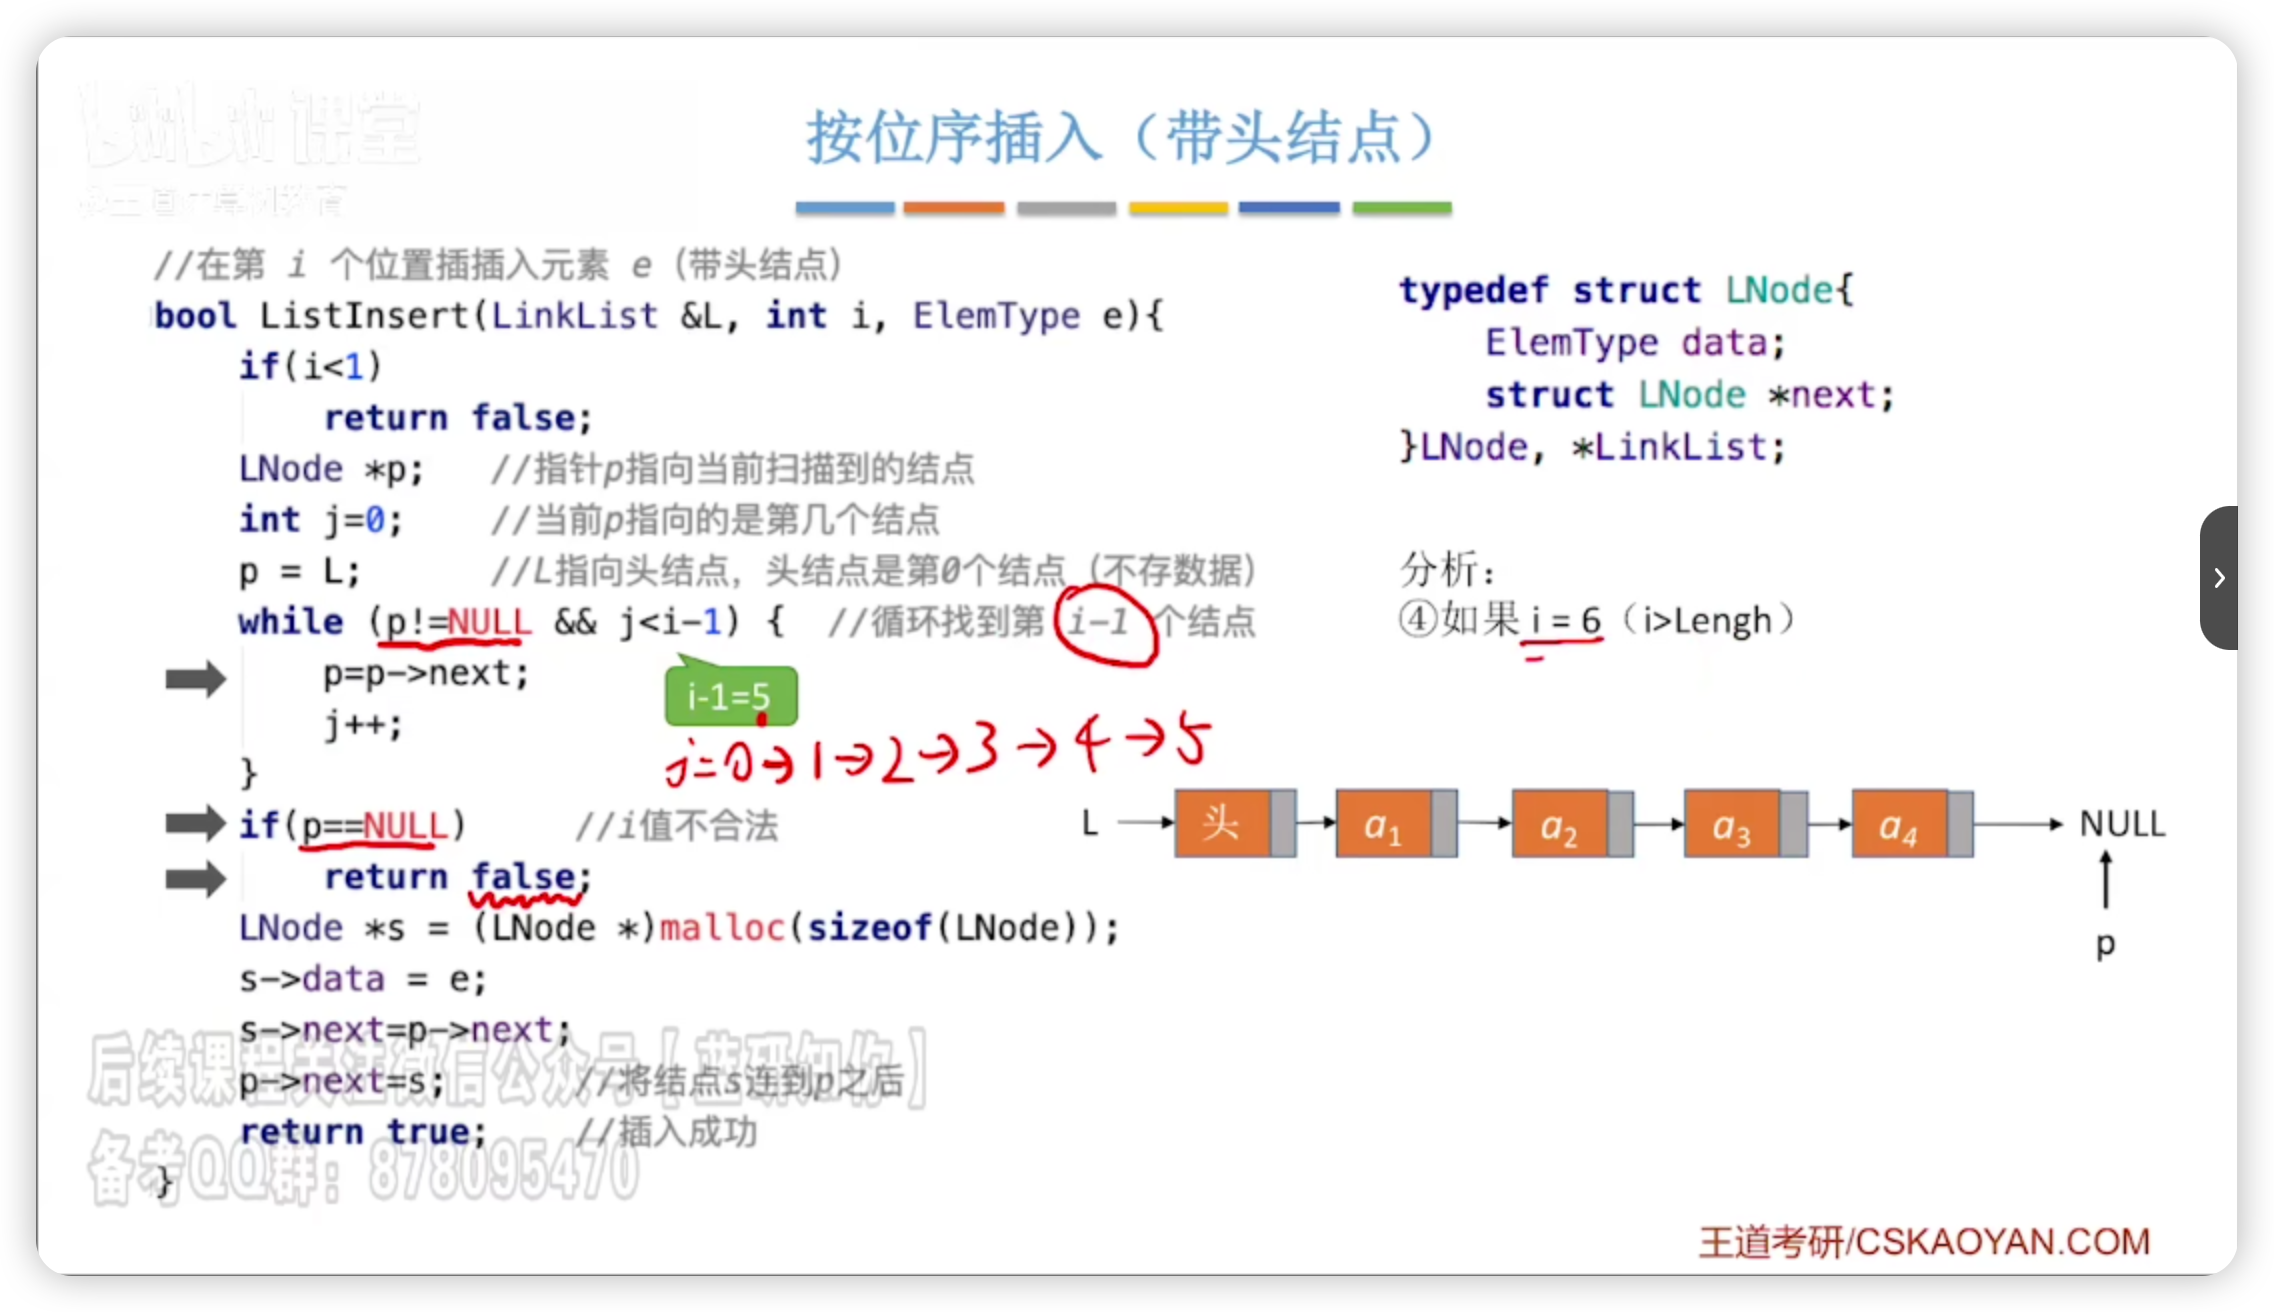 课堂
按位序插入（带头结点）
//在第 i 个位置插插入元素 e（带头结点）
bool ListInsert(LinkList &L, int i, ElemType e){
if(i<1)
return false;
LNode *p; //指针p指向当前扫描到的结点
int j=0; //当前p指向的是第几个结点
p = L; //L指向头结点，头结点是第0个结点（不存数据）
while (p!=NULL && j<i-1) { //循环找到第 i-1 个结点
p=p->next;
j++;
}
i-1=5
j=0→1→2→3→4→5
if(p==NULL) //i值不合法
return false;
LNode *s = (LNode *)malloc(sizeof(LNode));
s->data = e;
s->next=p->next;
p->next=s; //将结点s连到p之后
return true; //插入成功
}
typedef struct LNode{
ElemType data;
struct LNode *next;
}LNode, *LinkList;
分析：
④如果 i = 6（i>Lengh）
L 头 a1 a2 a3 a4 NULL
p
后续课程关注微信公众号【蓝研知你】
备考QQ群：878095470
王道考研/CSKAOYAN.COM